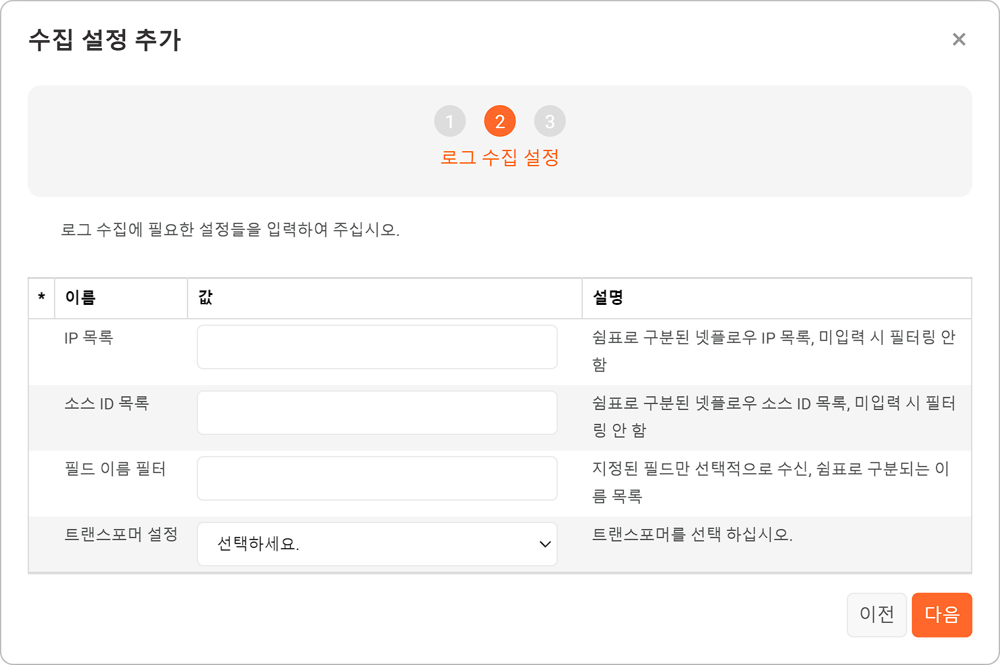 수집 설정 추가
×
1 2 3
로그 수집 설정
로그 수집에 필요한 설정들을 입력하여 주십시오.
* 이름 값 설명
IP 목록 쉼표로 구분된 넷플로우 IP 목록, 미입력 시 필터링 안
함
소스 ID 목록 쉼표로 구분된 넷플로우 소스 ID 목록, 미입력 시 필터
링 안 함
필드 이름 필터 지정된 필드만 선택적으로 수신, 쉼표로 구분되는 이
름 목록
트랜스포머 설정 선택하세요. 트랜스포머를 선택 하십시오.
이전 다음